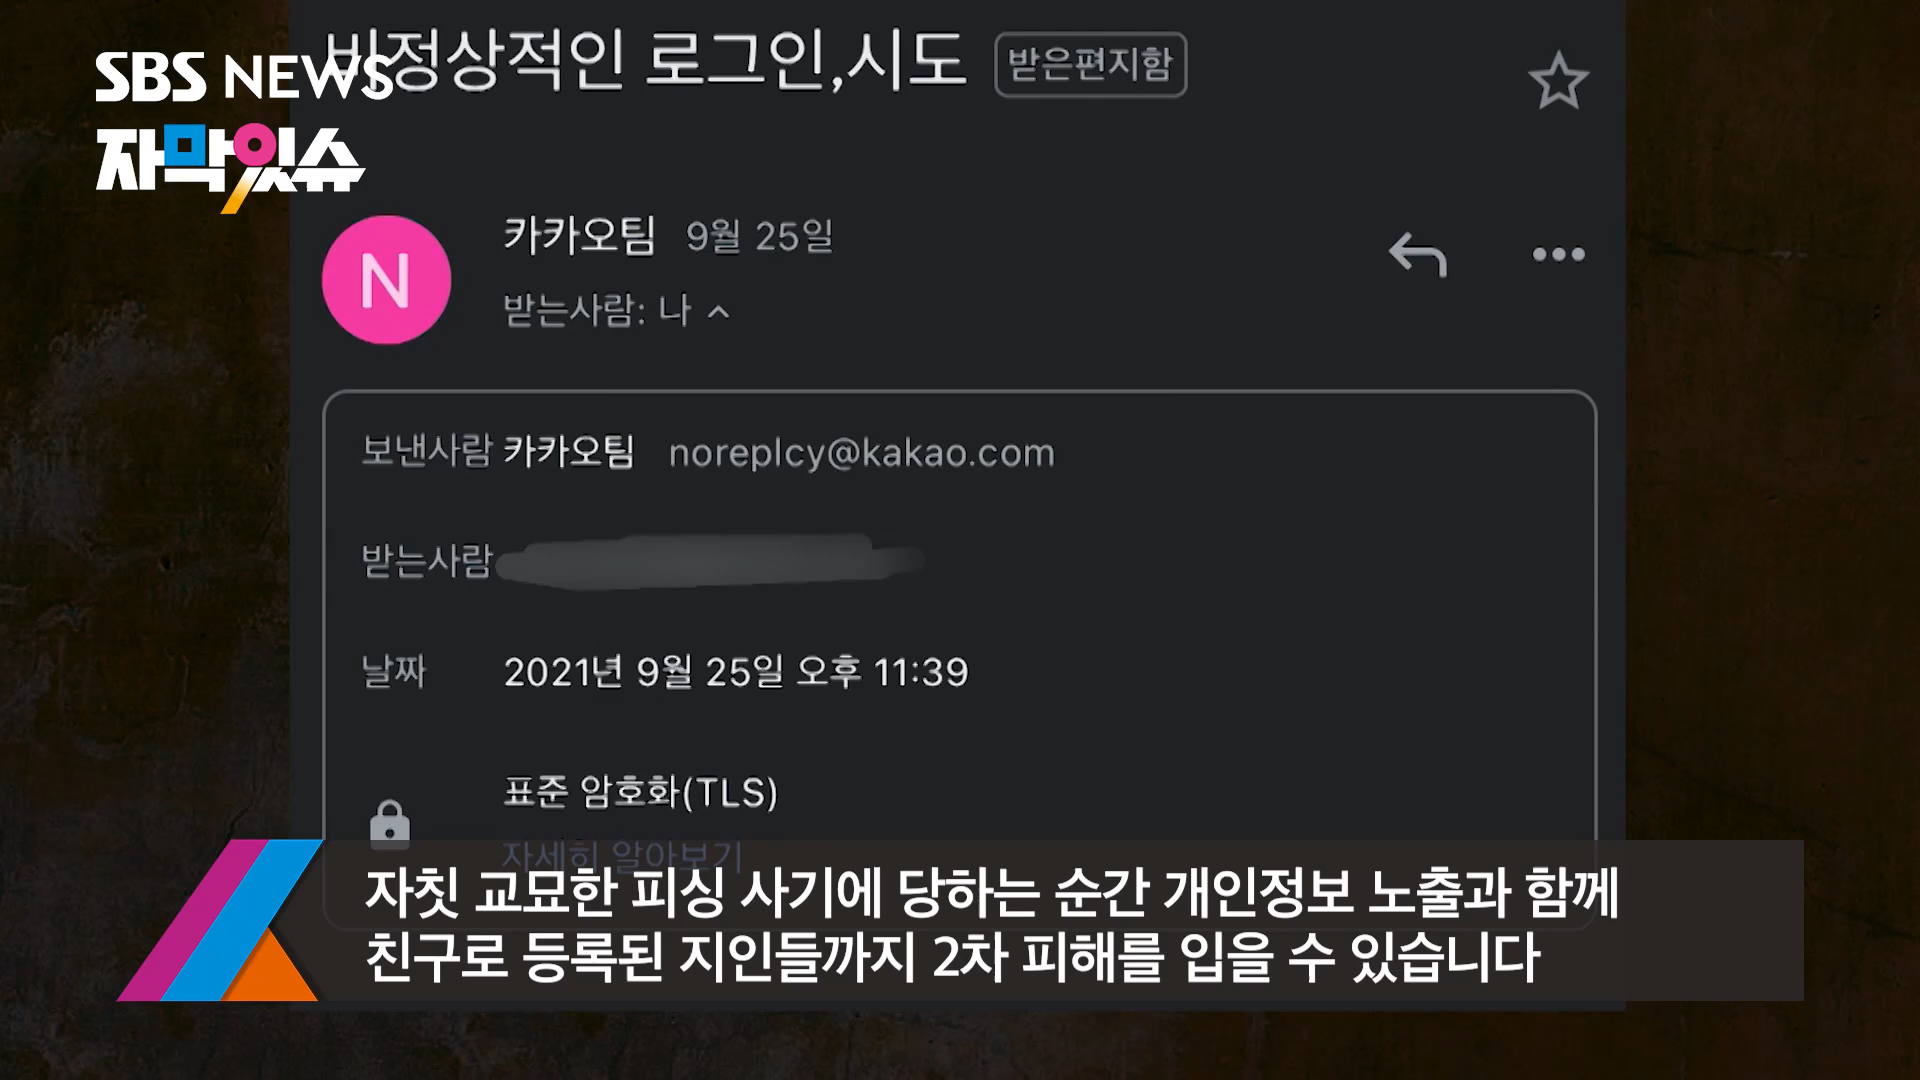 SBS NEWS
자막있슈
비정상적인 로그인,시도 받은편지함
N
카카오팀 9월 25일
받는사람: 나
보낸사람 카카오팀 noreplcy@kakao.com
받는사람
날짜 2021년 9월 25일 오후 11:39
표준 암호화(TLS)
자세히 알아보기
자칫 교묘한 피싱 사기에 당하는 순간 개인정보 노출과 함께
친구로 등록된 지인들까지 2차 피해를 입을 수 있습니다